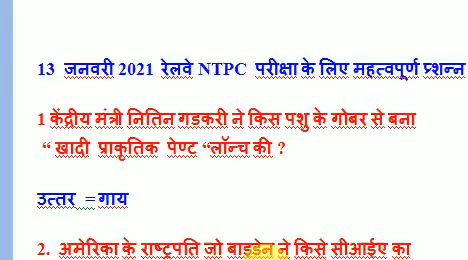 13 जनवरी 2021 रेलवे NTPC परीक्षा के लिए महत्वपूर्ण प्रशन्न
1 केंद्रीय मंत्री नितिन गडकरी ने किस पशु के गोबर से बना
“ खादी प्राकृतिक पेण्ट “लॉन्च की ?
उत्तर = गाय
2. अमेरिका के राष्ट्रपति जो बाइडेन ने किसे सीआईए का